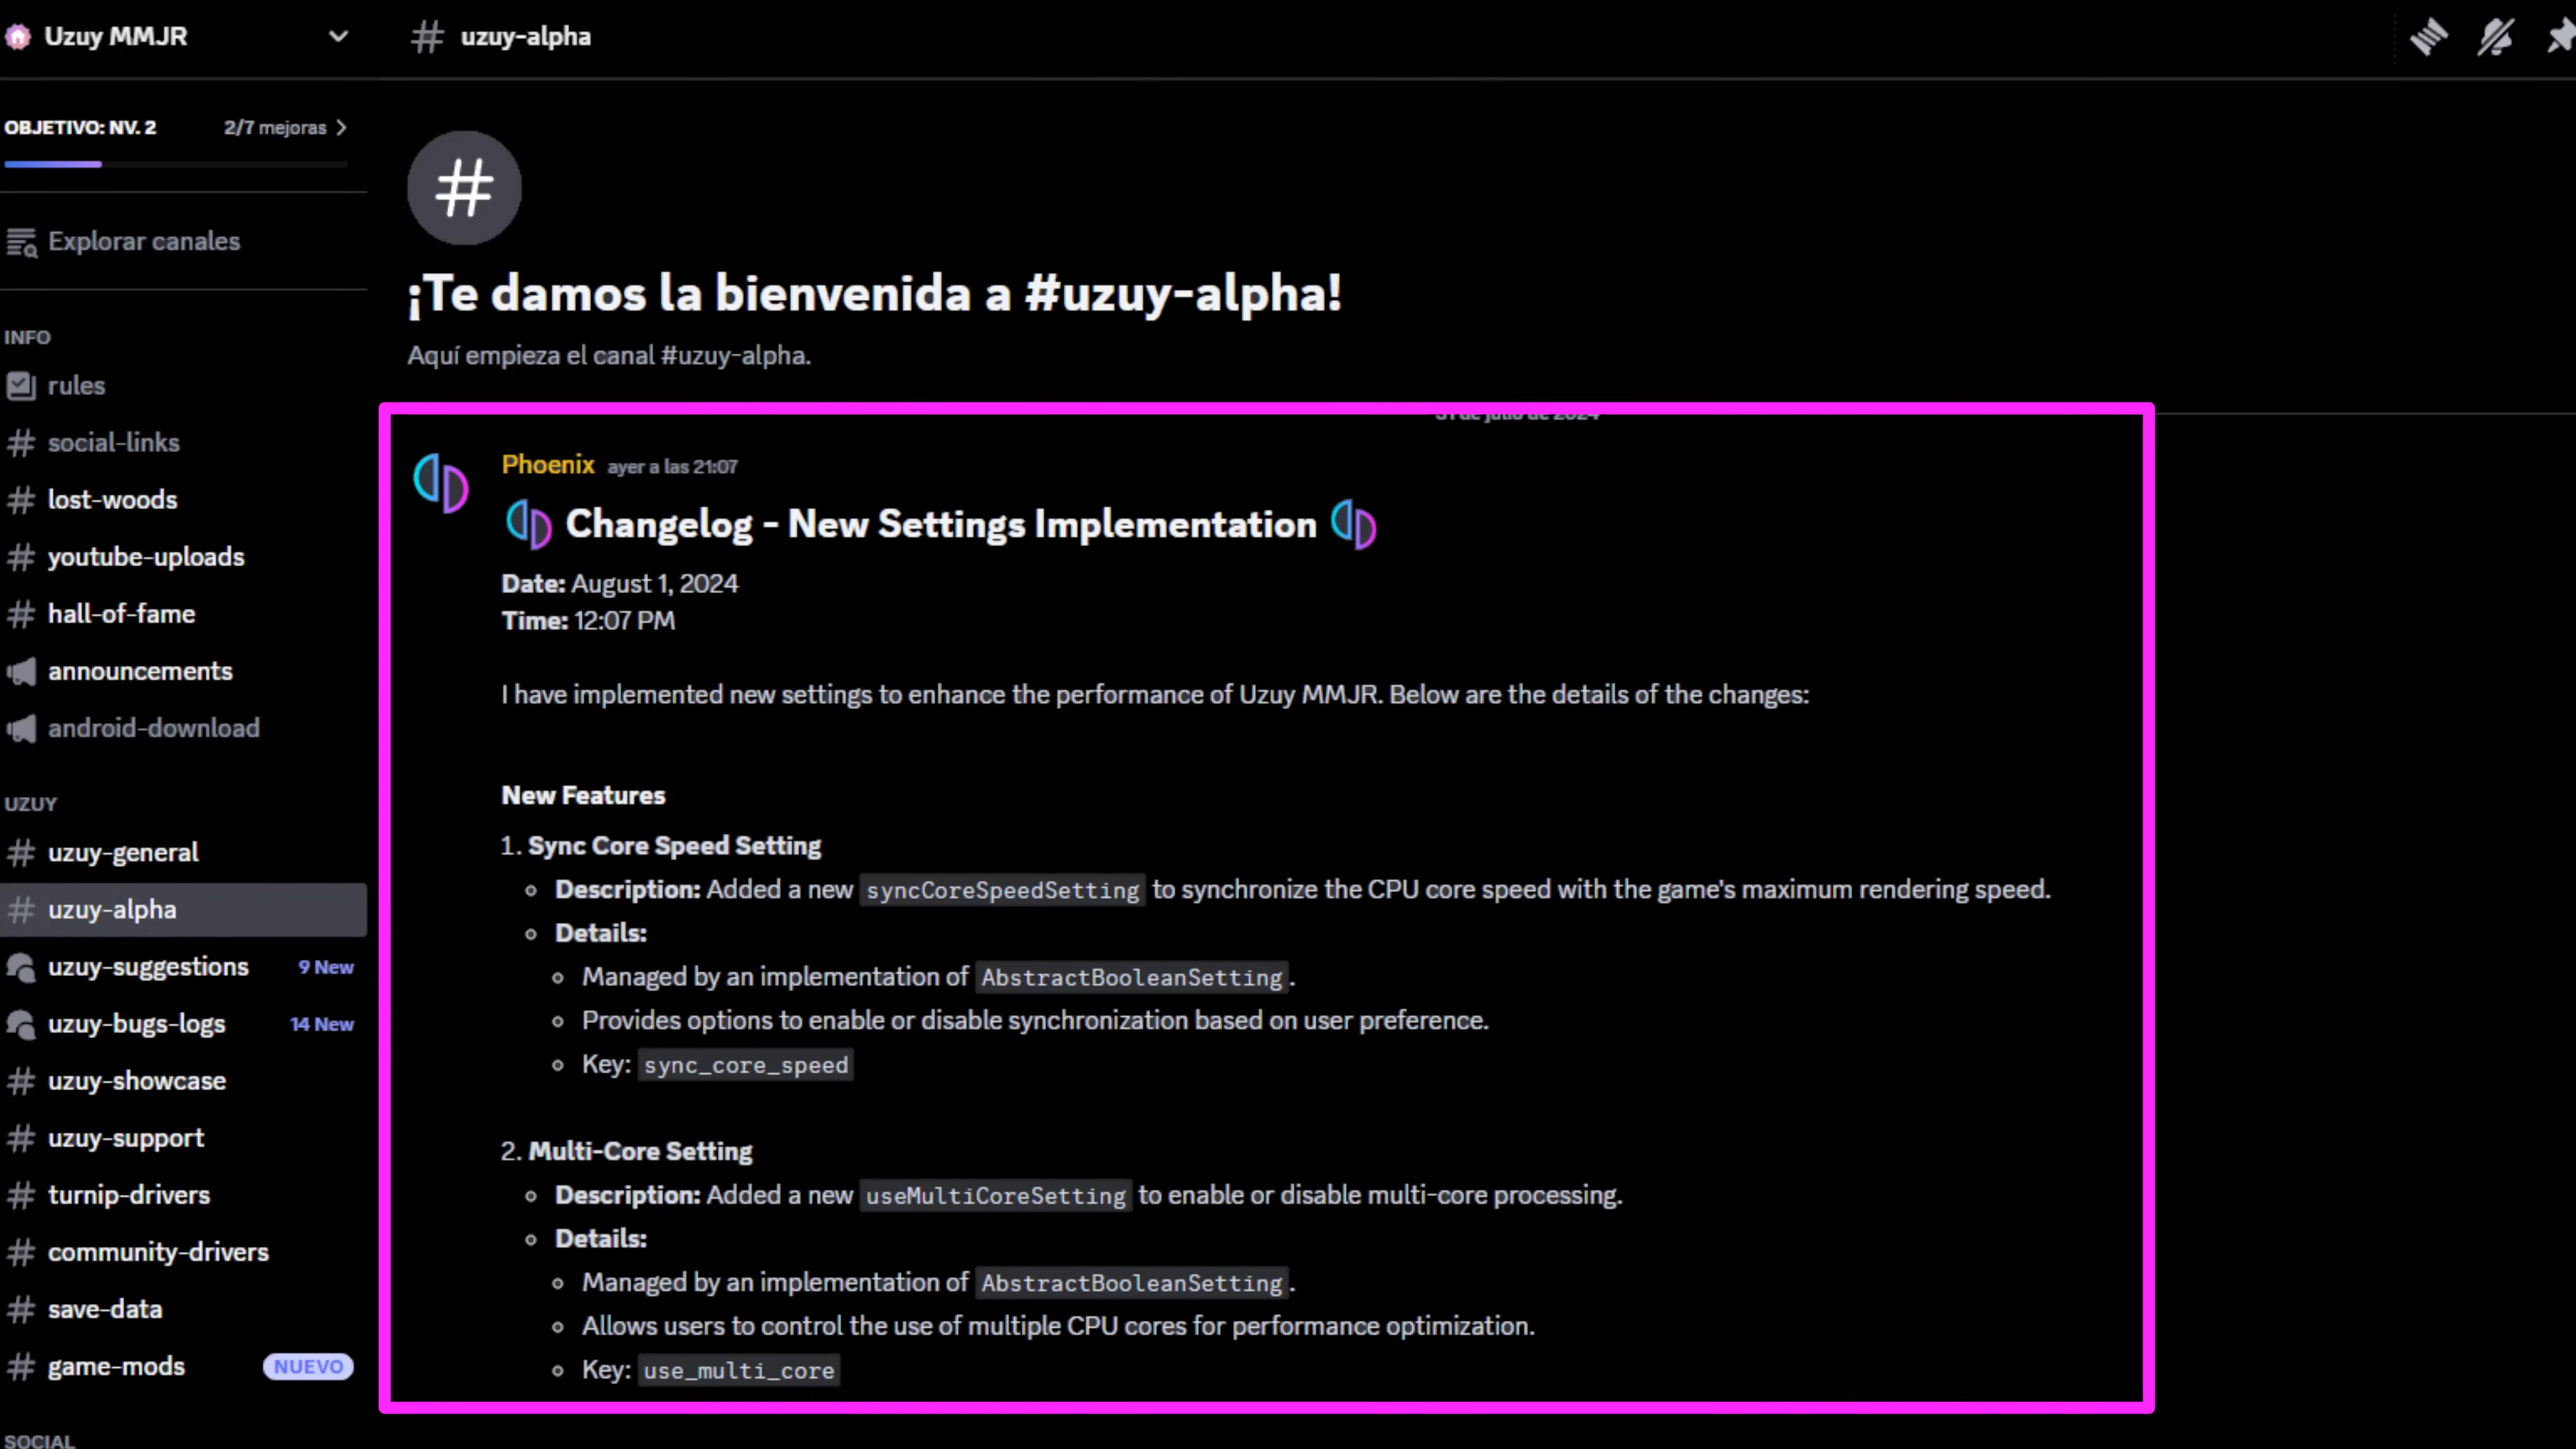 Uzuy MMJR
uzuy-alpha
OBJETIVO: NV. 2
2/7 mejoras
Explorar canales
INFO
rules
social-links
lost-woods
youtube-uploads
hall-of-fame
announcements
android-download
UZUY
uzuy-general
uzuy-alpha
uzuy-suggestions 9 New
uzuy-bugs-logs 14 New
uzuy-showcase
uzuy-support
turnip-drivers
community-drivers
save-data
game-mods NUEVO
SOCIAL
¡Te damos la bienvenida a #uzuy-alpha!
Aquí empieza el canal #uzuy-alpha.
31 de julio de 2024
Phoenix ayer a las 21:07
Changelog - New Settings Implementation
Date: August 1, 2024
Time: 12:07 PM
I have implemented new settings to enhance the performance of Uzuy MMJR. Below are the details of the changes:
New Features
1. Sync Core Speed Setting
Description: Added a new syncCoreSpeedSetting to synchronize the CPU core speed with the game's maximum rendering speed.
Details:
Managed by an implementation of AbstractBooleanSetting.
Provides options to enable or disable synchronization based on user preference.
Key: sync_core_speed
2. Multi-Core Setting
Description: Added a new useMultiCoreSetting to enable or disable multi-core processing.
Details:
Managed by an implementation of AbstractBooleanSetting.
Allows users to control the use of multiple CPU cores for performance optimization.
Key: use_multi_core